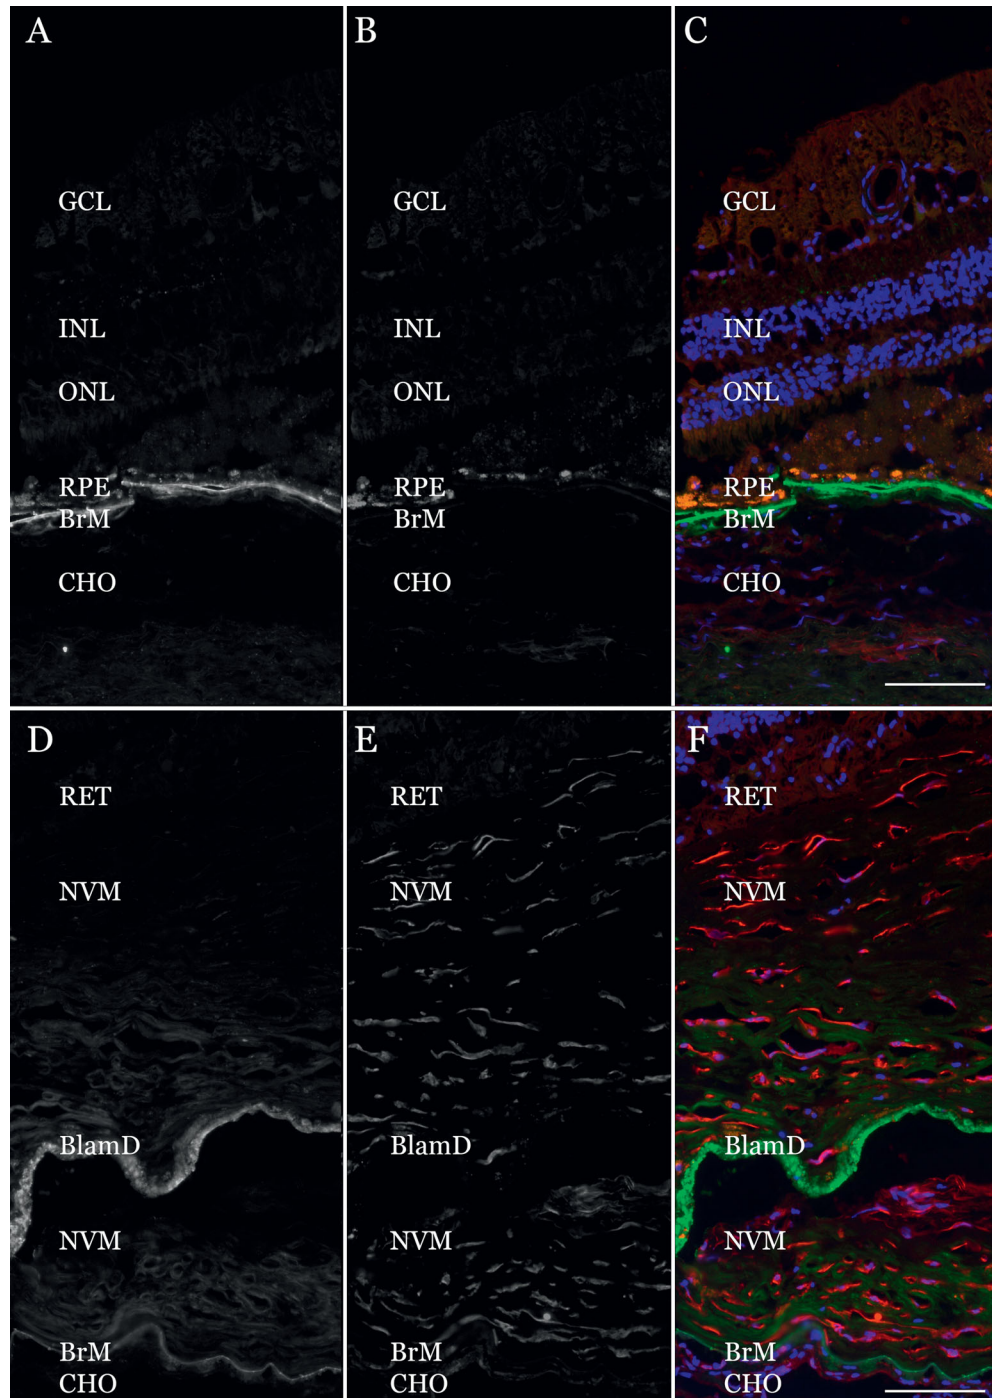 A
GCL
INL
ONL
RPE
BrM
CHO
B
GCL
INL
ONL
RPE
BrM
CHO
C
GCL
INL
ONL
RPE
BrM
CHO
D
RET
NVM
BlamD
NVM
BrM
CHO
E
RET
NVM
BlamD
NVM
BrM
CHO
F
RET
NVM
BlamD
NVM
BrM
CHO